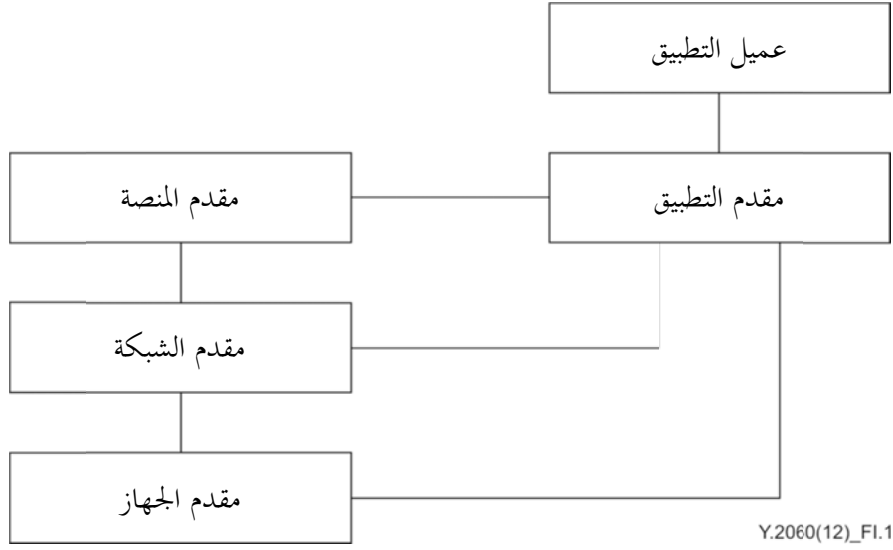 عميل التطبيق
مقدم التطبيق
مقدم المنصة
مقدم الشبكة
مقدم الجهاز
Y.2060(12)_FI.1